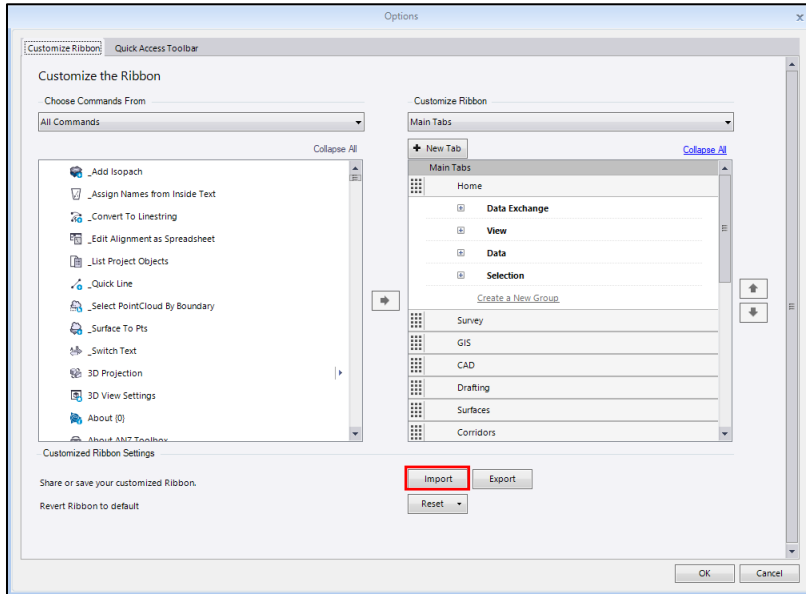 Options
Customize Ribbon
Quick Access Toolbar
Customize the Ribbon
Choose Commands From
All Commands
Collapse All
_Add Isopach
_Assign Names from Inside Text
_Convert To Linestring
_Edit Alignment as Spreadsheet
_List Project Objects
_Quick Line
_Select PointCloud By Boundary
_Surface To Pts
_Switch Text
3D Projection
3D View Settings
About {0}
About ANZ Toolbox
Customize Ribbon
Main Tabs
+ New Tab
Collapse All
Main Tabs
Home
Data Exchange
View
Data
Selection
Create a New Group
Survey
GIS
CAD
Drafting
Surfaces
Corridors
Customized Ribbon Settings
Share or save your customized Ribbon.
Import
Export
Revert Ribbon to default
Reset
OK
Cancel